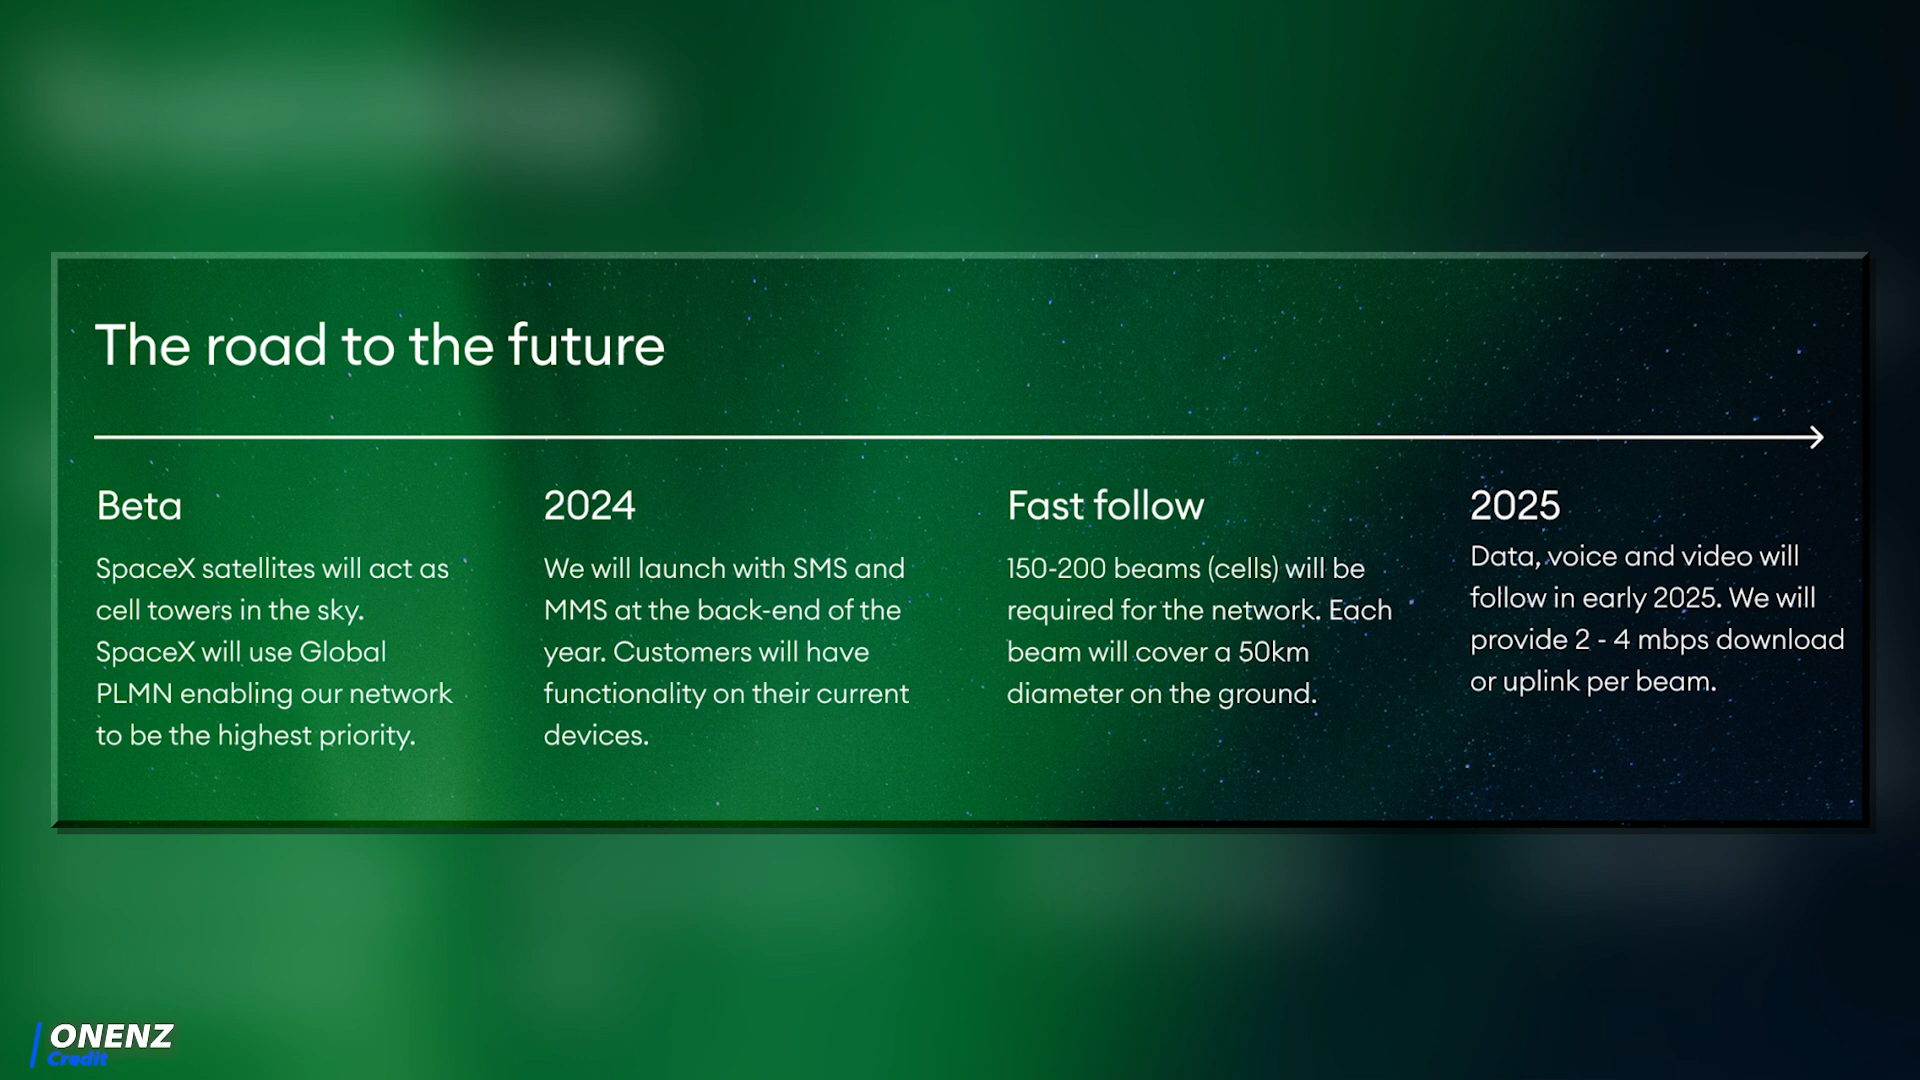 The road to the future
Beta
SpaceX satellites will act as
cell towers in the sky.
SpaceX will use Global
PLMN enabling our network
to be the highest priority.
2024
We will launch with SMS and
MMS at the back-end of the
year. Customers will have
functionality on their current
devices.
Fast follow
150-200 beams (cells) will be
required for the network. Each
beam will cover a 50km
diameter on the ground.
2025
Data, voice and video will
follow in early 2025. We will
provide 2 - 4 mbps download
or uplink per beam.
ONENZ
Credit